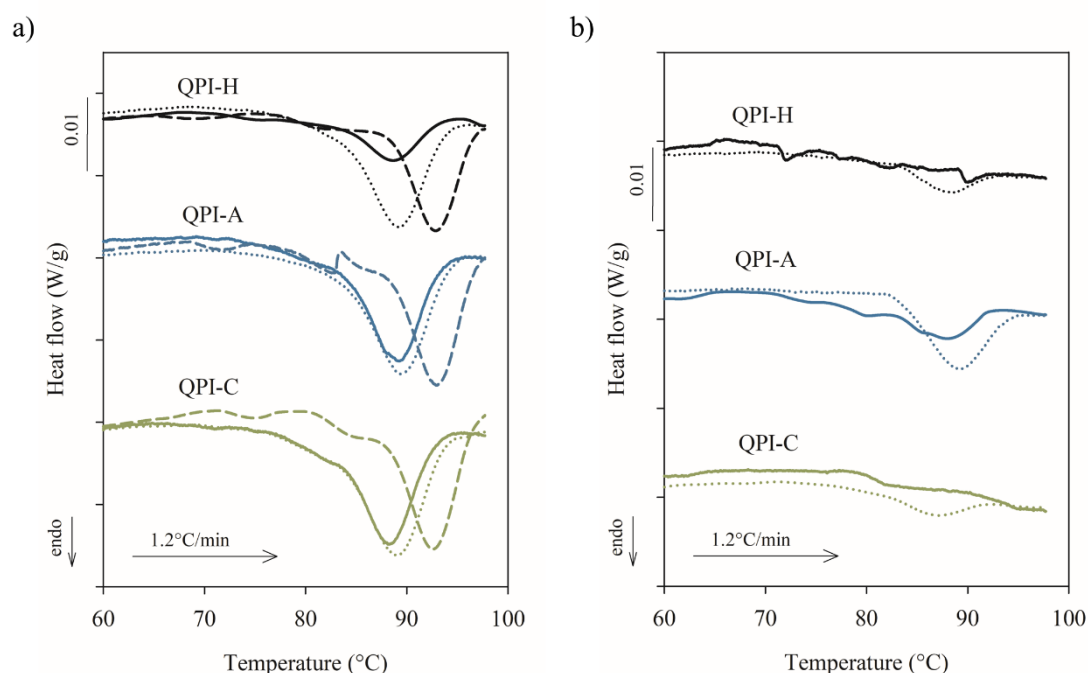 a)
QPI-H
0.01
QPI-A
Heat flow (W/g)
QPI-C
endo
1.2°C/min
60 70 80 90 100
Temperature (°C)
b)
QPI-H
0.01
QPI-A
Heat flow (W/g)
QPI-C
endo
1.2°C/min
60 70 80 90 100
Temperature (°C)